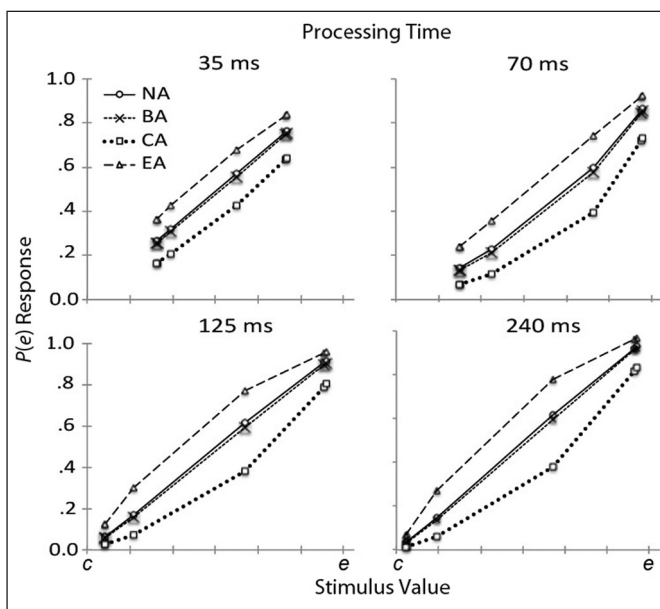 Processing Time
35 ms
70 ms
1.0
.8
.6
.4
.2
0.0
NA
BA
CA
EA
P(e) Response
125 ms
240 ms
1.0
.8
.6
.4
.2
0.0
c
e
c
e
Stimulus Value